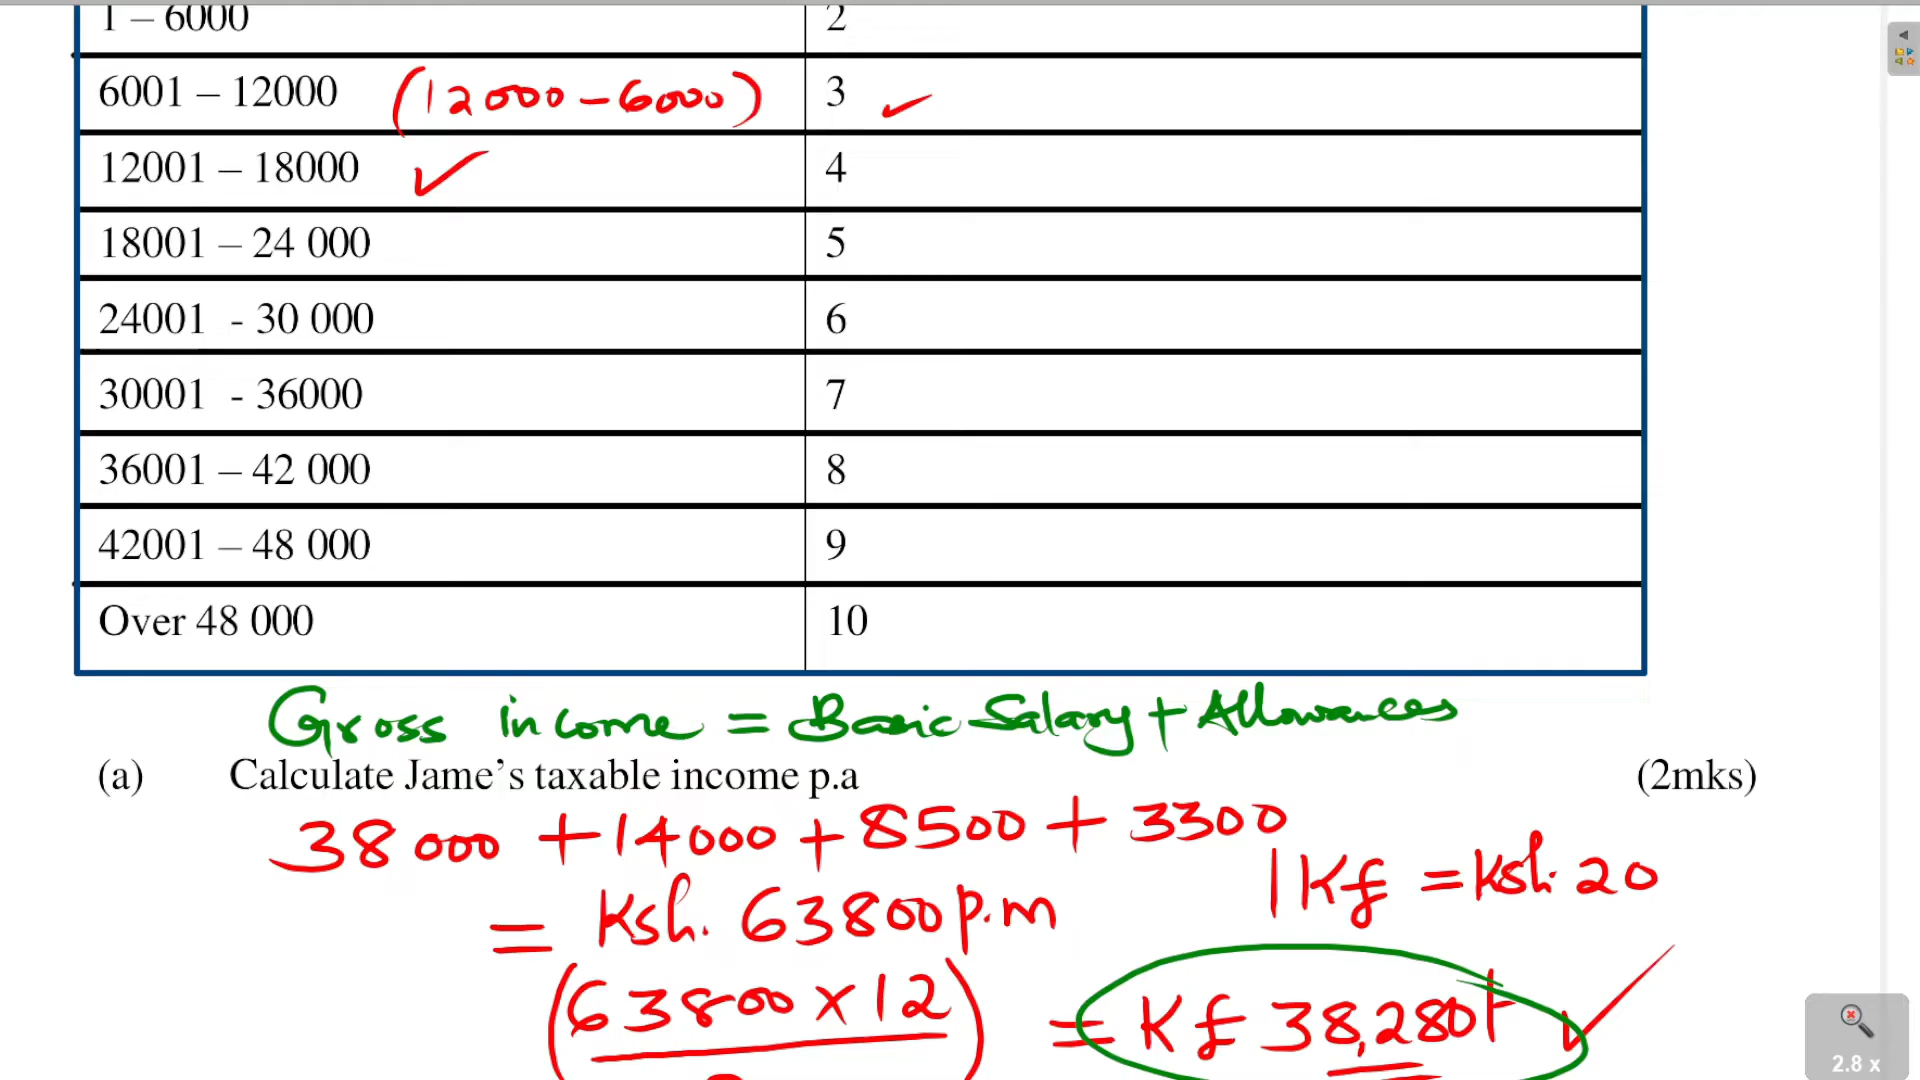 1 – 6000 2
6001 – 12000 (12000 – 6000) 3
12001 – 18000 4
18001 – 24 000 5
24001 - 30 000 6
30001 - 36000 7
36001 – 42 000 8
42001 – 48 000 9
Over 48 000 10
Gross income = Basic Salary + Allowances
(a) Calculate Jame’s taxable income p.a (2mks)
38000 + 14000 + 8500 + 3300
1 K£ = Ksh. 20
= Ksh. 63800 p.m
(63800 x 12) = K£ 38,280
2.8 x